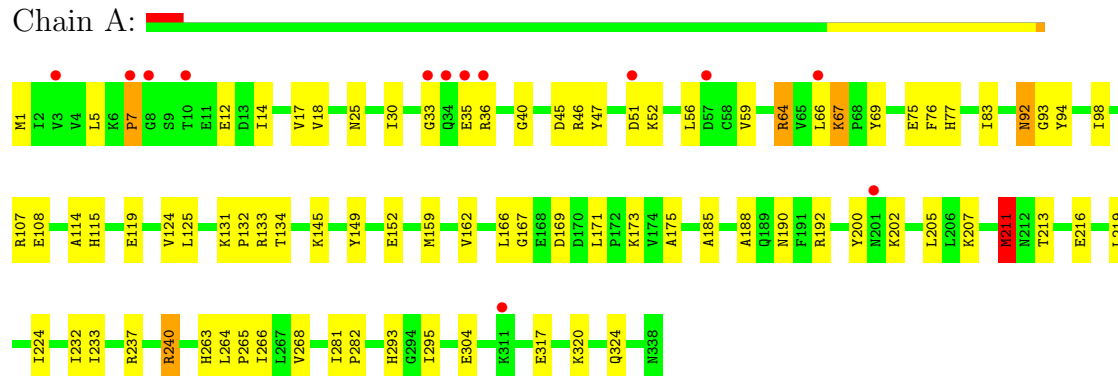 Chain A:
M1 I2 V3 V4 L5 K6 P7 G8 S9 T10 E11 E12 D13 I14 V17 V18 N25 I30 G33 Q34 E35 R36 G40 D45 R46 Y47 D51 K52 L56 D57 C58 V59 R64 V65 L66 K67 P68 Y69 E75 F76 H77 I83 N92 G93 Y94 I98
R107 E108 A114 H115 E119 V124 L125 K131 P132 R133 T134 K145 Y149 E152 M159 V162 L166 G167 E168 D169 D170 L171 P172 K173 V174 A175 A185 A188 Q189 N190 F191 R192 Y200 N201 K202 L205 L206 K207 M211 N212 T213 E216 L219
I224 I232 I233 R237 R240 H263 L264 P265 I266 L267 V268 I281 P282 H293 G294 I295 E304 K311 E317 K320 Q324 N338